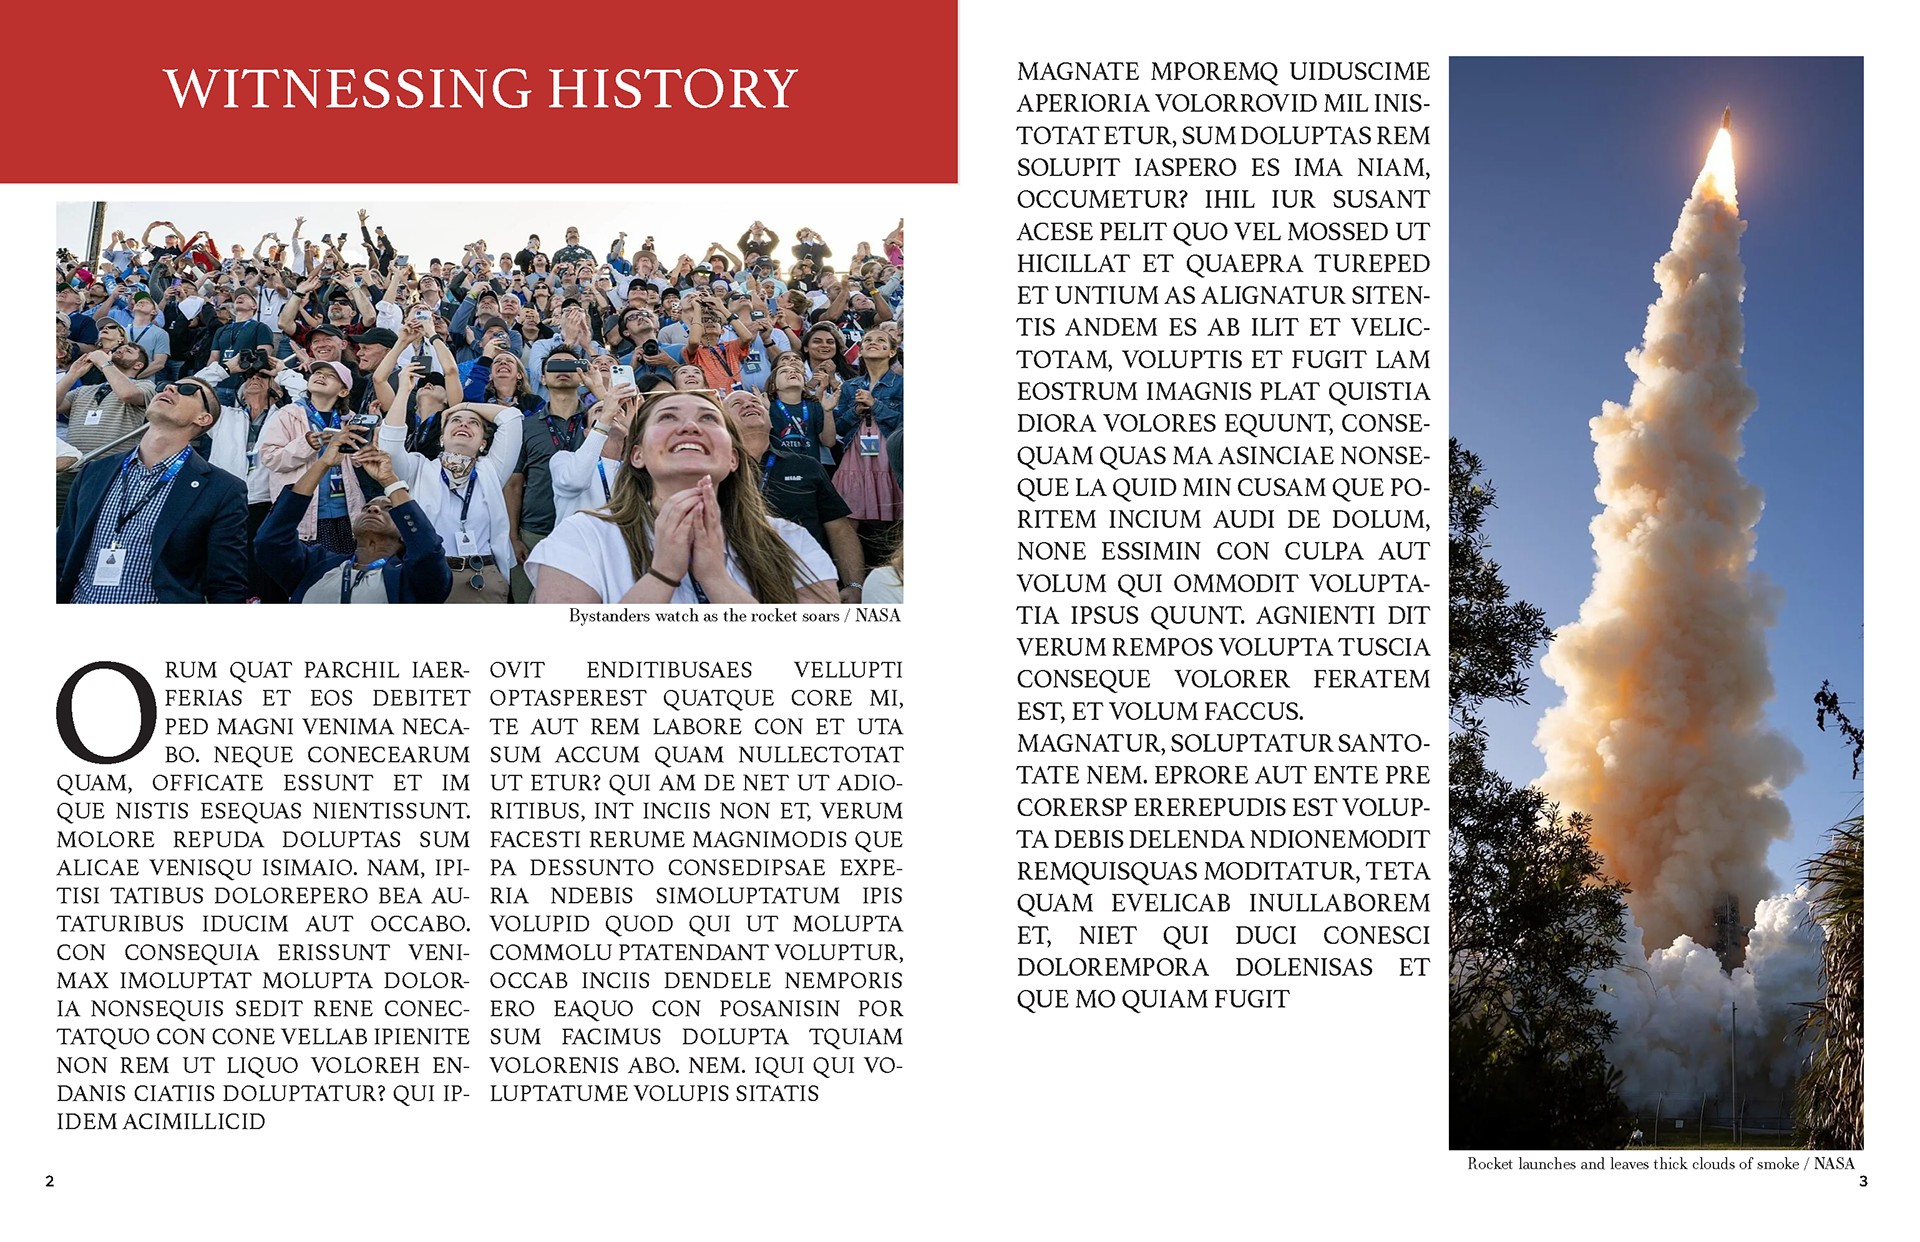 WITNESSING HISTORY
Bystanders watch as the rocket soars / NASA
ORUM QUAT PARCHIL IAER-
FERIAS ET EOS DEBITET
PED MAGNI VENIMA NECA-
BO. NEQUE CONECEARUM
QUAM, OFFICATE ESSUNT ET IM
QUE NISTIS ESEQUAS NIENTISSUNT.
MOLORE REPUDA DOLUPTAS SUM
ALICAE VENISQU ISIMAIO. NAM, IPI-
TISI TATIBUS DOLOREPERO BEA AU-
TATURIBUS IDUCIM AUT OCCABO.
CON CONSEQUIA ERISSUNT VENI-
MAX IMOLUPTAT MOLUPTA DOLOR-
IA NONSEQUIS SEDIT RENE CONEC-
TATQUO CON CONE VELLAB IPIENITE
NON REM UT LIQUO VOLOREH EN-
DANIS CIATIIS DOLUPTATUR? QUI IP-
IDEM ACIMILLICID
OVIT ENDITIBUSAES VELLUPTI
OPTASPEREST QUATQUE CORE MI,
TE AUT REM LABORE CON ET UTA
SUM ACCUM QUAM NULLECTOTAT
UT ETUR? QUI AM DE NET UT ADIO-
RITIBUS, INT INCIIS NON ET, VERUM
FACESTI RERUME MAGNIMODIS QUE
PA DESSUNTO CONSEDIPSAE EXPE-
RIA NDEBIS SIMOLUPTATUM IPIS
VOLUPID QUOD QUI UT MOLUPTA
COMMOLU PTATENDANT VOLUPTUR,
OCCAB INCIIS DENDELE NEMPORIS
ERO EAQUO CON POSANISIN POR
SUM FACIMUS DOLUPTA TQUIAM
VOLORENIS ABO. NEM. IQUI QUI VO-
LUPTATUME VOLUPIS SITATIS
2
MAGNATE MPOREMQ UIDUSCIME
APERIORIA VOLORROVID MIL INIS-
TOTAT ETUR, SUM DOLUPTAS REM
SOLUPIT IASPERO ES IMA NIAM,
OCCUMETUR? IHIL IUR SUSANT
ACESE PELIT QUO VEL MOSSED UT
HICILLAT ET QUAEPRA TUREPED
ET UNTIUM AS ALIGNATUR SITEN-
TIS ANDEM ES AB ILIT ET VELIC-
TOTAM, VOLUPTIS ET FUGIT LAM
EOSTRUM IMAGNIS PLAT QUISTIA
DIORA VOLORES EQUUNT, CONSE-
QUAM QUAS MA ASINCIAE NONSE-
QUE LA QUID MIN CUSAM QUE PO-
RITEM INCIUM AUDI DE DOLUM,
NONE ESSIMIN CON CULPA AUT
VOLUM QUI OMMODIT VOLUPTA-
TIA IPSUS QUUNT. AGNIENTI DIT
VERUM REMPOS VOLUPTA TUSCIA
CONSEQUE VOLORER FERATEM
EST, ET VOLUM FACCUS.
MAGNATUR, SOLUPTATUR SANTO-
TATE NEM. EPRORE AUT ENTE PRE
CORERSP EREREPUDIS EST VOLUP-
TA DEBIS DELENDA NDIONEMODIT
REMQUISQUAS MODITATUR, TETA
QUAM EVELICAB INULLABOREM
ET, NIET QUI DUCI CONESCI
DOLOREMPORA DOLENISAS ET
QUE MO QUIAM FUGIT
Rocket launches and leaves thick clouds of smoke / NASA
3